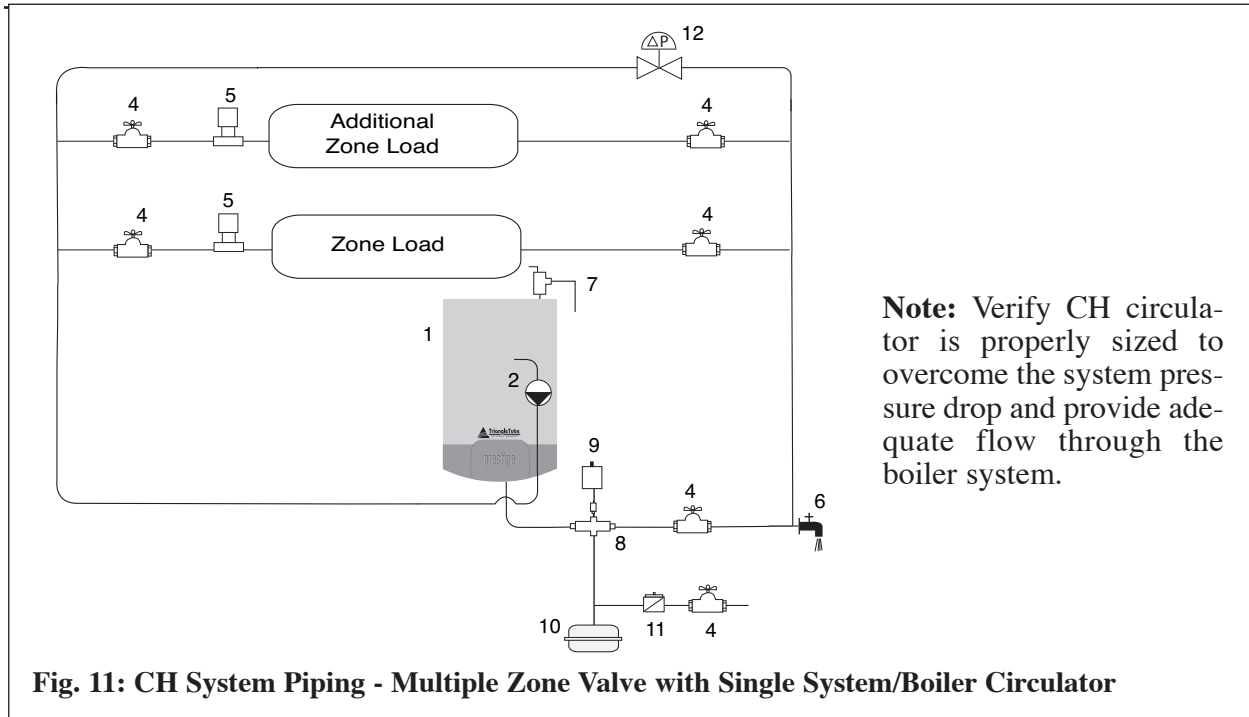 12
ΔP
4
5
Additional
Zone Load
4
4
5
Zone Load
4
7
1
2
TriangleTube
prestige
9
4
6
8
10
11
4
Note: Verify CH circula-
tor is properly sized to
overcome the system pres-
sure drop and provide ade-
quate flow through the
boiler system.
Fig. 11: CH System Piping - Multiple Zone Valve with Single System/Boiler Circulator